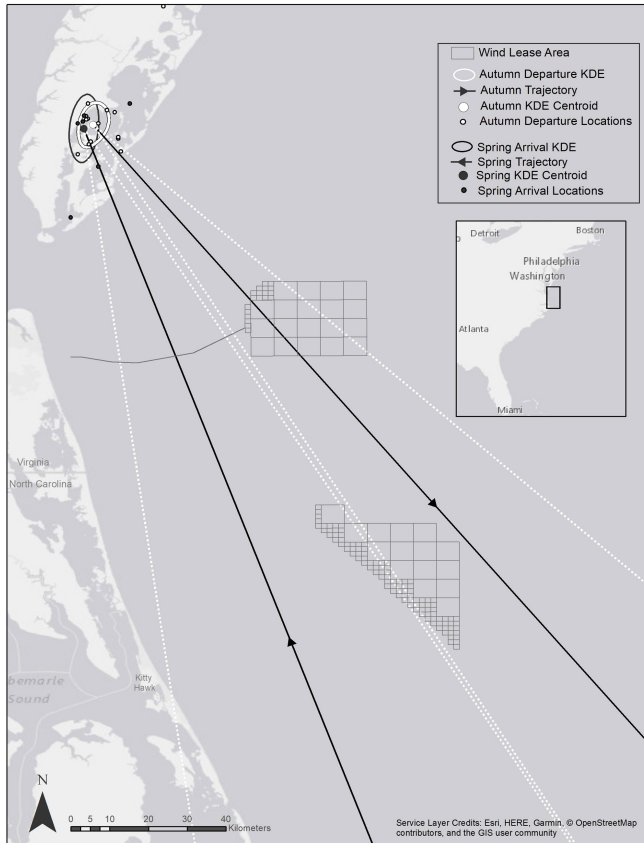 Wind Lease Area
Autumn Departure KDE
Autumn Trajectory
Autumn KDE Centroid
Autumn Departure Locations
Spring Arrival KDE
Spring Trajectory
Spring KDE Centroid
Spring Arrival Locations
Detroit
Boston
Philadelphia
Washington
Atlanta
Miami
Virginia
North Carolina
Kitty
Hawk
bemarle
Sound
N
0 5 10 20 30 40
Kilometers
Service Layer Credits: Esri, HERE, Garmin, © OpenStreetMap
contributors, and the GIS user community